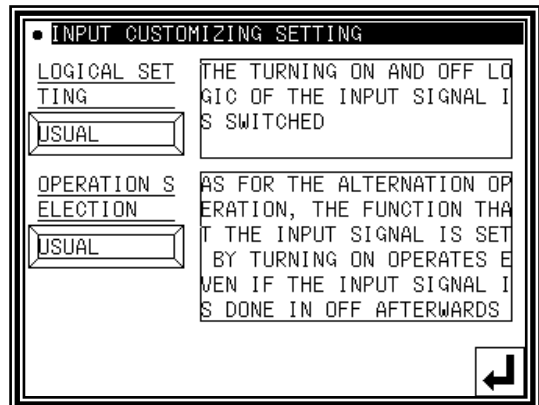 INPUT CUSTOMIZING SETTING
LOGICAL SET
TING
USUAL
THE TURNING ON AND OFF LO
GIC OF THE INPUT SIGNAL I
S SWITCHED
OPERATION S
ELECTION
USUAL
AS FOR THE ALTERNATION OP
ERATION, THE FUNCTION THA
T THE INPUT SIGNAL IS SET
BY TURNING ON OPERATES E
VEN IF THE INPUT SIGNAL I
S DONE IN OFF AFTERWARDS